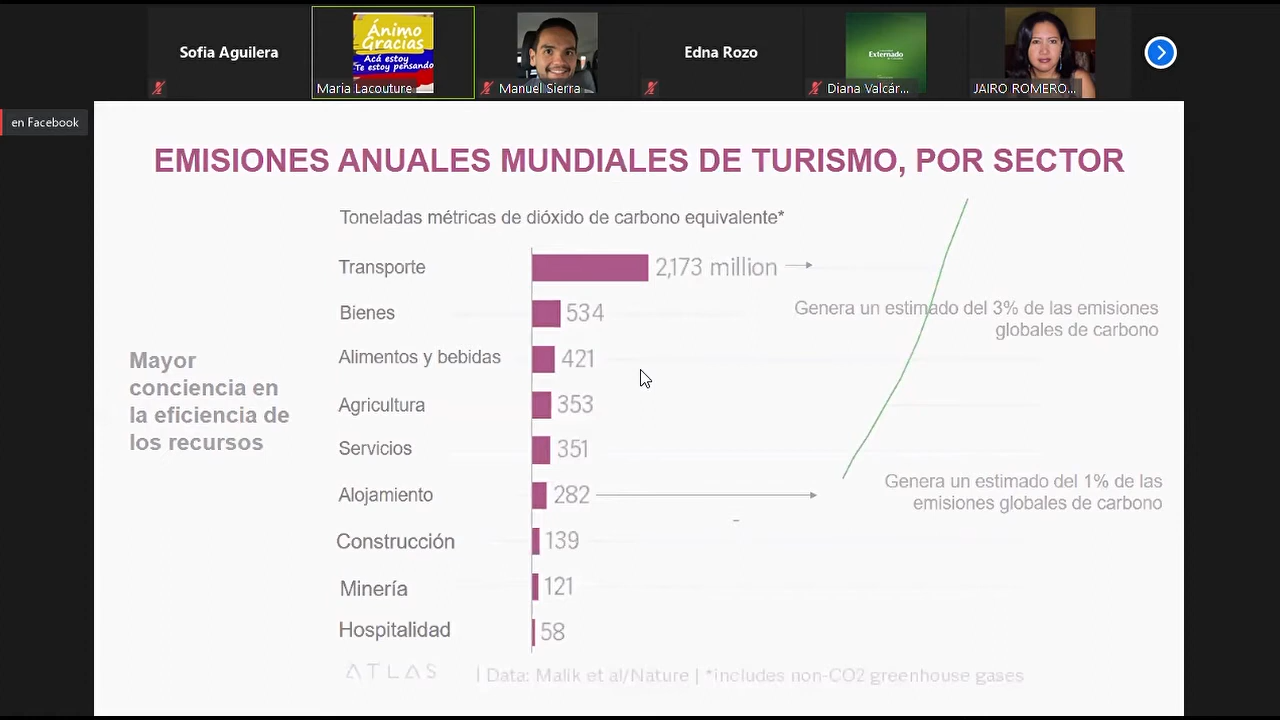 Sofia Aguilera
Ánimo
Gracias
Acá estoy
Te estoy pensando
Maria Lacouture
Manuel Sierra
Edna Rozo
Externado
Diana Valcár...
JAIRO ROMERO...
en Facebook
EMISIONES ANUALES MUNDIALES DE TURISMO, POR SECTOR
Toneladas métricas de dióxido de carbono equivalente*
Transporte 2,173 million
Bienes 534
Genera un estimado del 3% de las emisiones
globales de carbono
Alimentos y bebidas 421
Mayor
conciencia en
la eficiencia de
los recursos
Agricultura 353
Servicios 351
Alojamiento 282
Genera un estimado del 1% de las
emisiones globales de carbono
Construcción 139
Minería 121
Hospitalidad 58
ATLAS | Data: Malik et al/Nature | *includes non-CO2 greenhouse gases